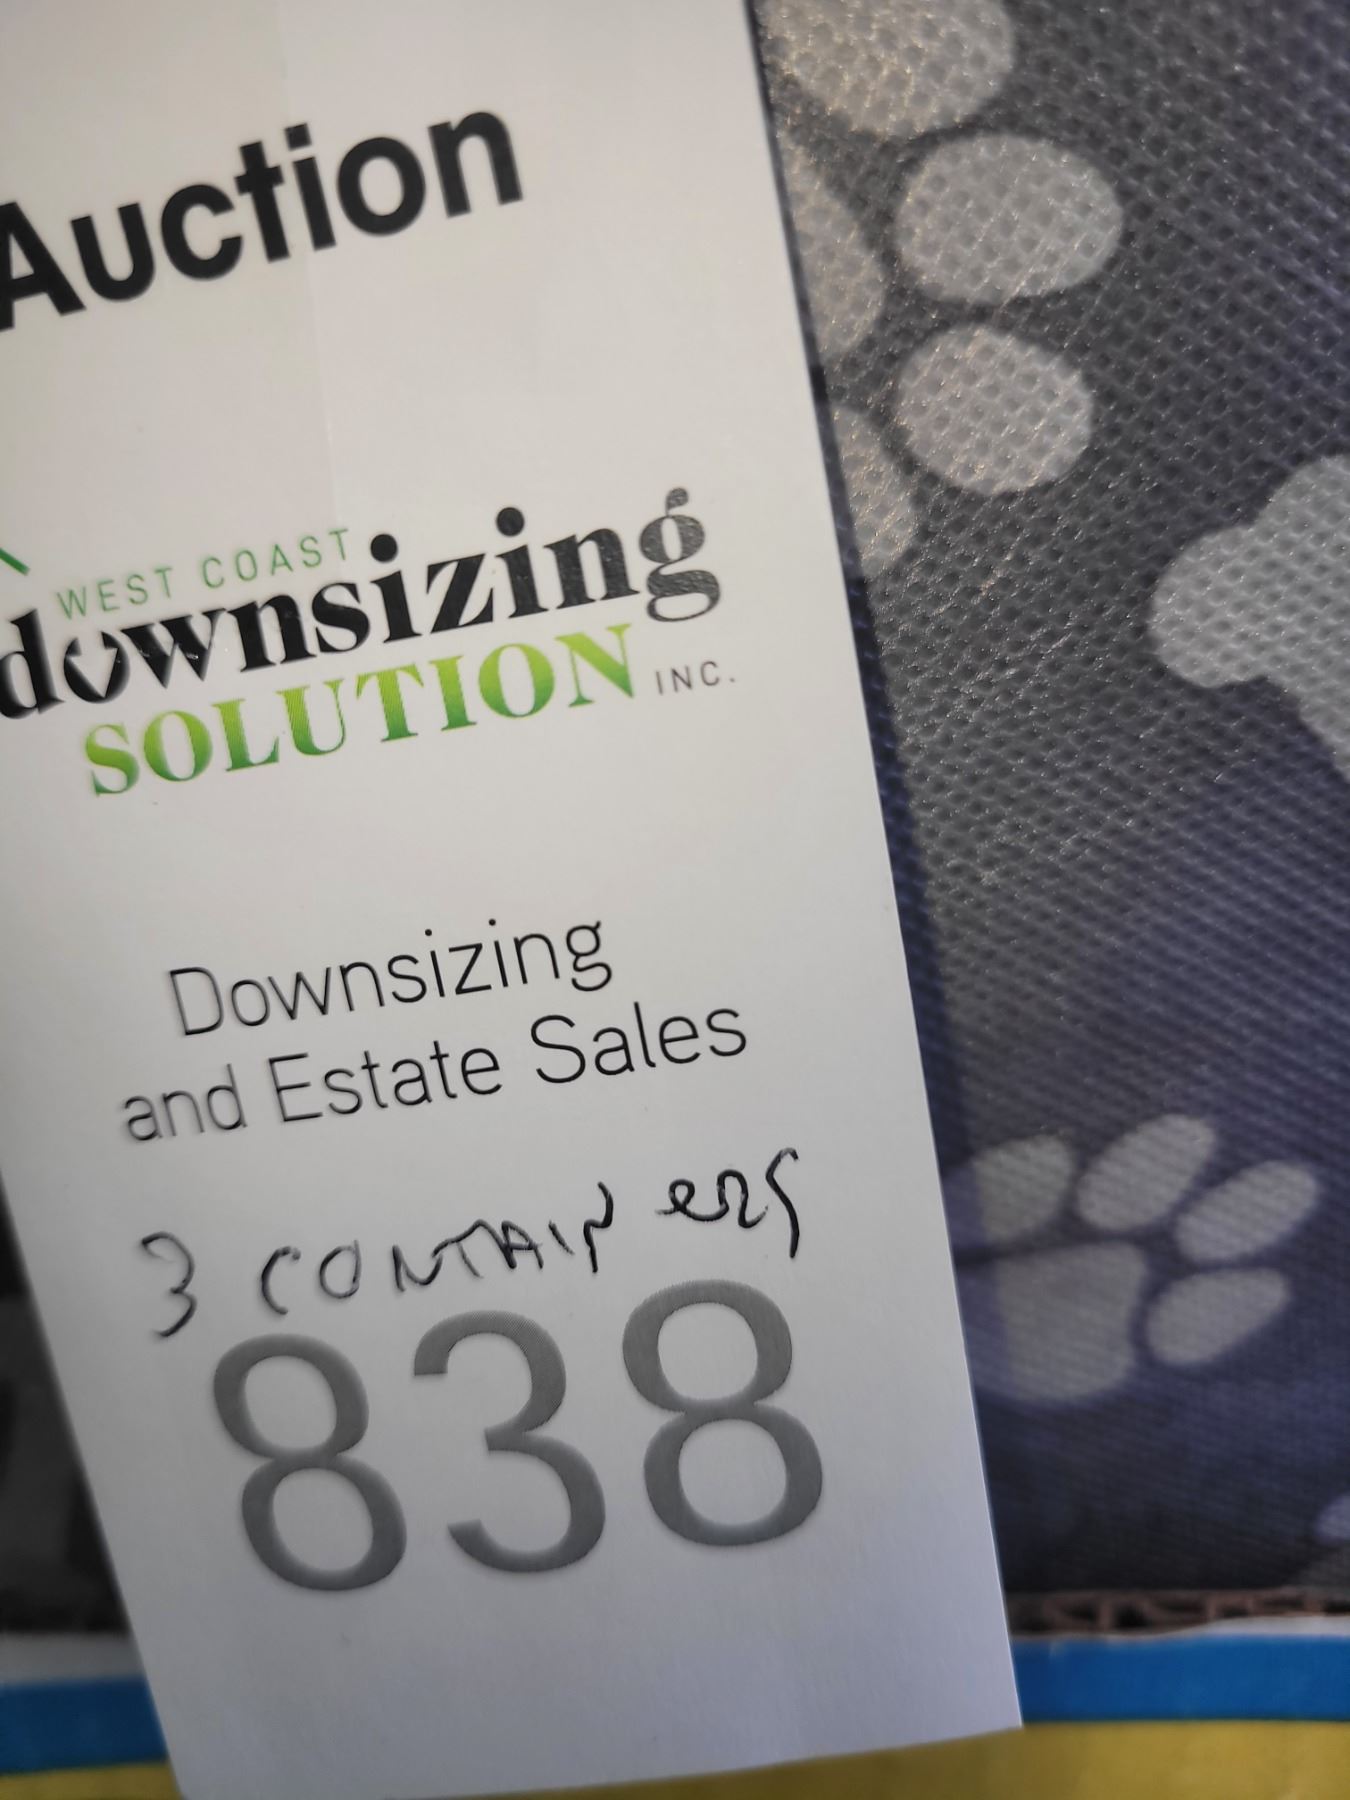 Auction
WEST COAST
downsizing
SOLUTION INC.
Downsizing
and Estate Sales
3 CONTAINERS
838